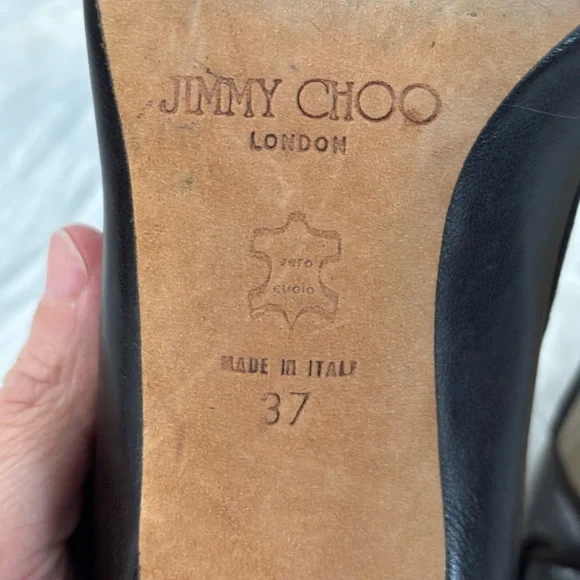 JIMMY CHOO
LONDON
vero
cuoio
MADE IN ITALY
37